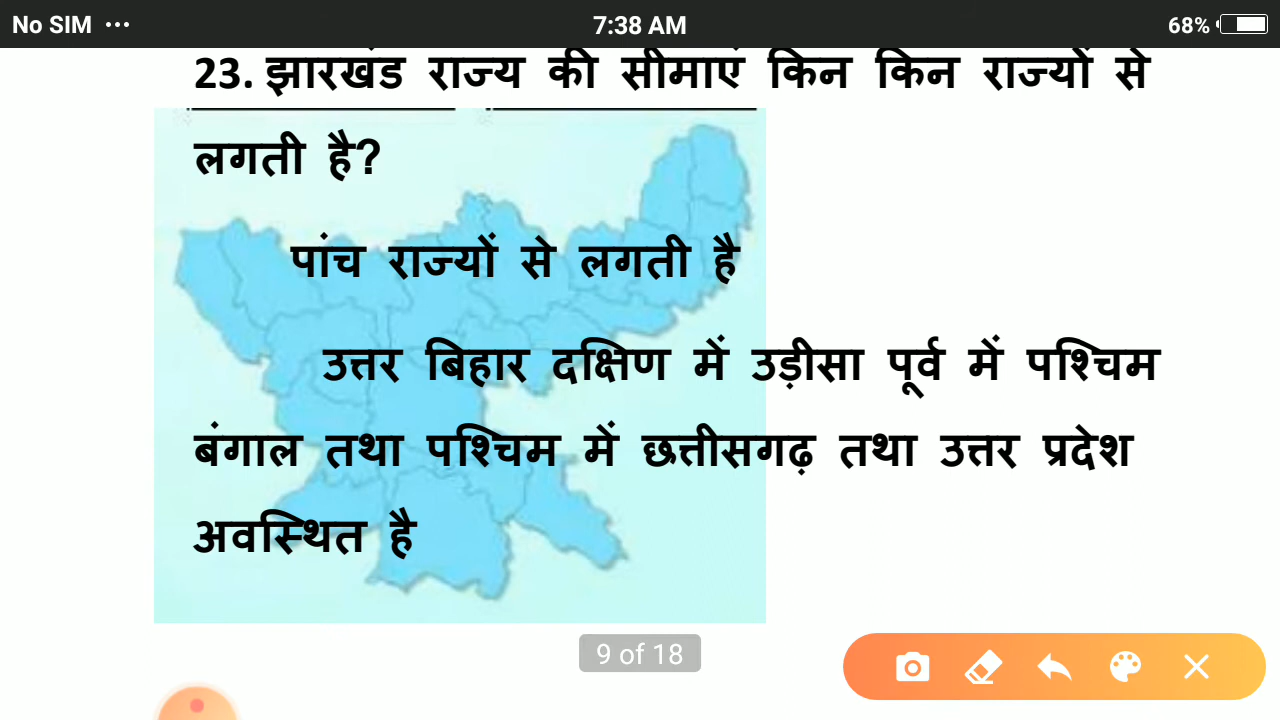 No SIM ••• 7:38 AM 68%
23. झारखंड राज्य की सीमाएं किन किन राज्यों से
लगती है?
पांच राज्यों से लगती है
उत्तर बिहार दक्षिण में उड़ीसा पूर्व में पश्चिम
बंगाल तथा पश्चिम में छत्तीसगढ़ तथा उत्तर प्रदेश
अवस्थित है
9 of 18